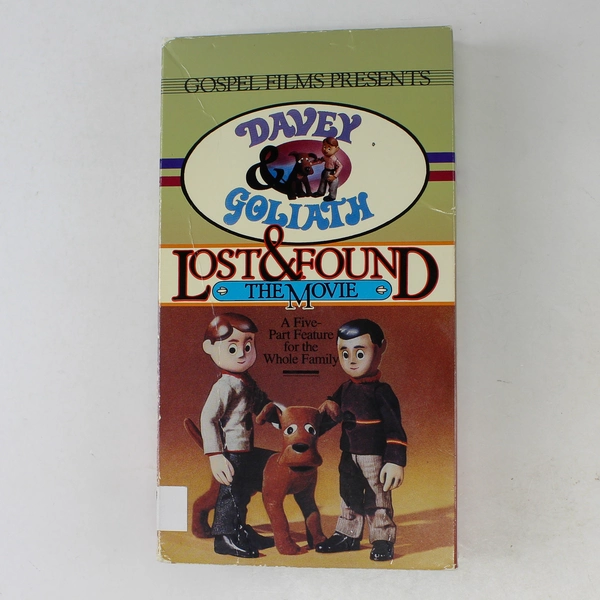 GOSPEL FILMS PRESENTS
DAVEY
&
GOLIATH
LOST & FOUND
THE MOVIE
A Five-
Part Feature
for the
Whole Family